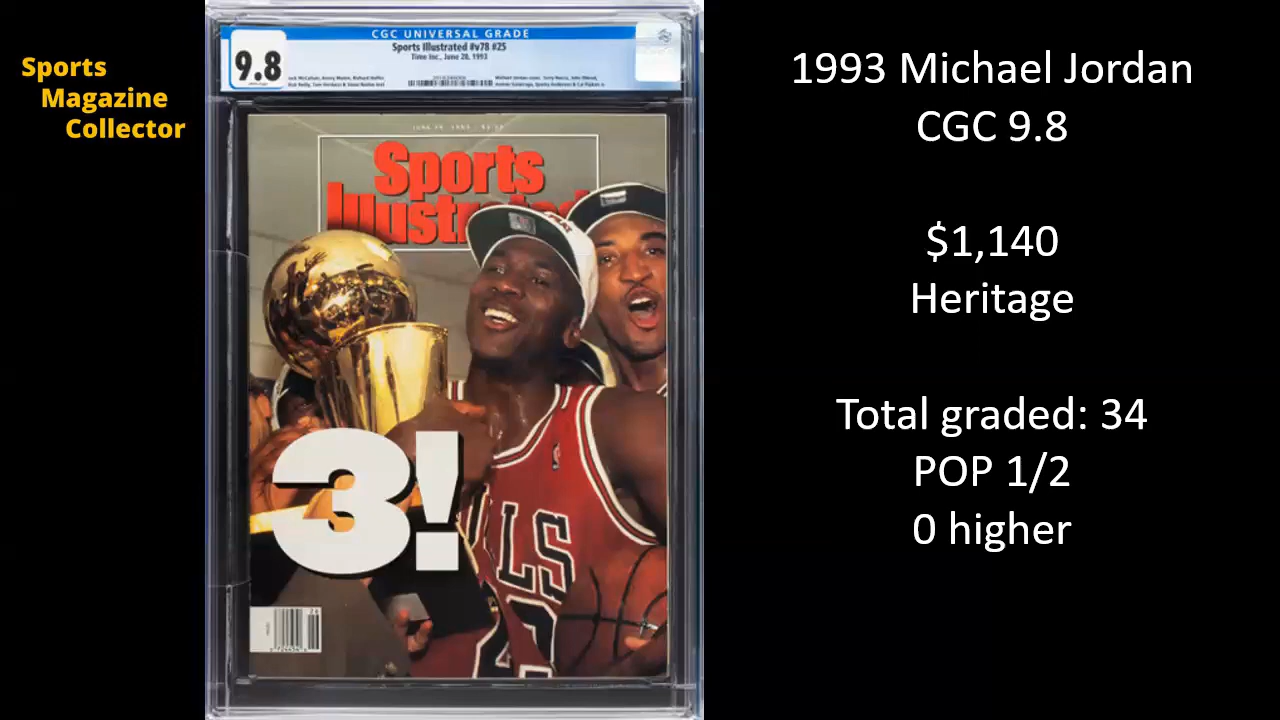 Sports
Magazine
Collector
CGC UNIVERSAL GRADE
9.8
Sports Illustrated #v78 #25
Time Inc., June 28, 1993
Sports
Illustrated
3!
1993 Michael Jordan
CGC 9.8
$1,140
Heritage
Total graded: 34
POP 1/2
0 higher